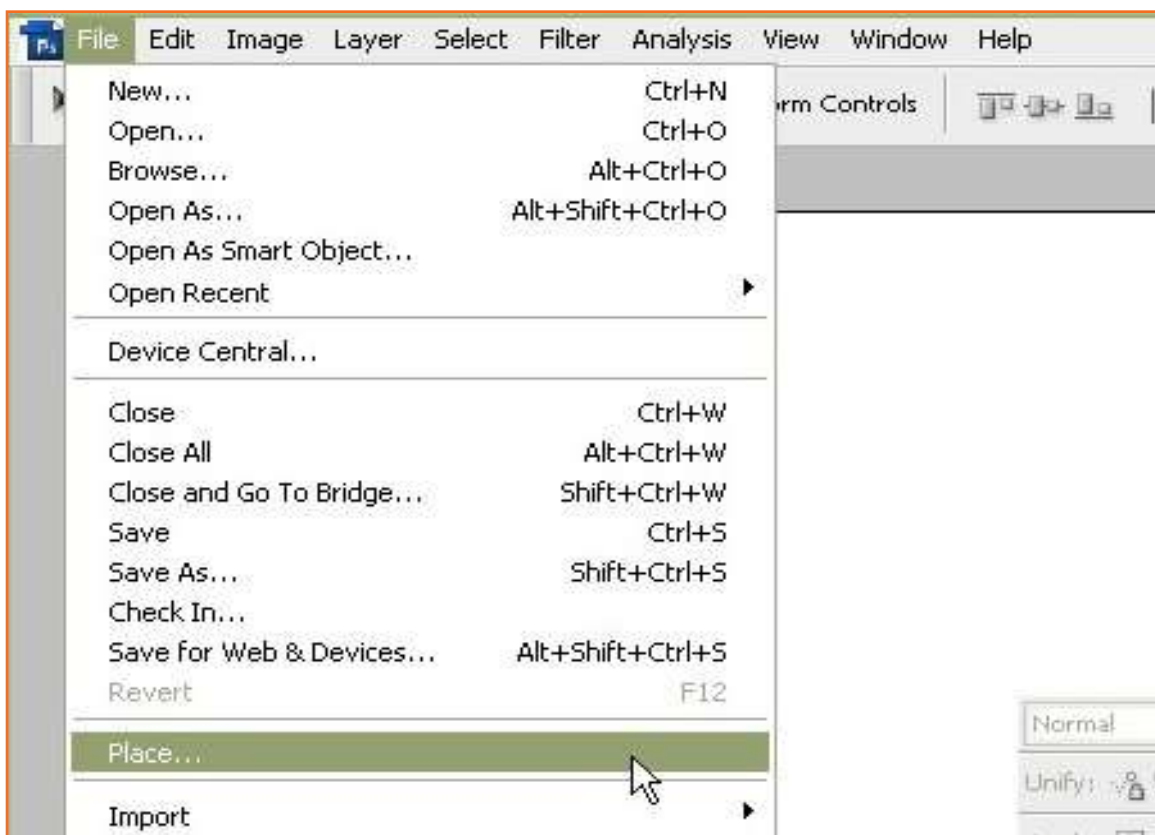 Ps File Edit Image Layer Select Filter Analysis View Window Help
New... Ctrl+N
rm Controls
Open... Ctrl+O
Browse... Alt+Ctrl+O
Open As... Alt+Shift+Ctrl+O
Open As Smart Object...
Open Recent
Device Central...
Close Ctrl+W
Close All Alt+Ctrl+W
Close and Go To Bridge... Shift+Ctrl+W
Save Ctrl+S
Save As... Shift+Ctrl+S
Check In...
Save for Web & Devices... Alt+Shift+Ctrl+S
Revert F12
Normal
Place...
Unify:
Import